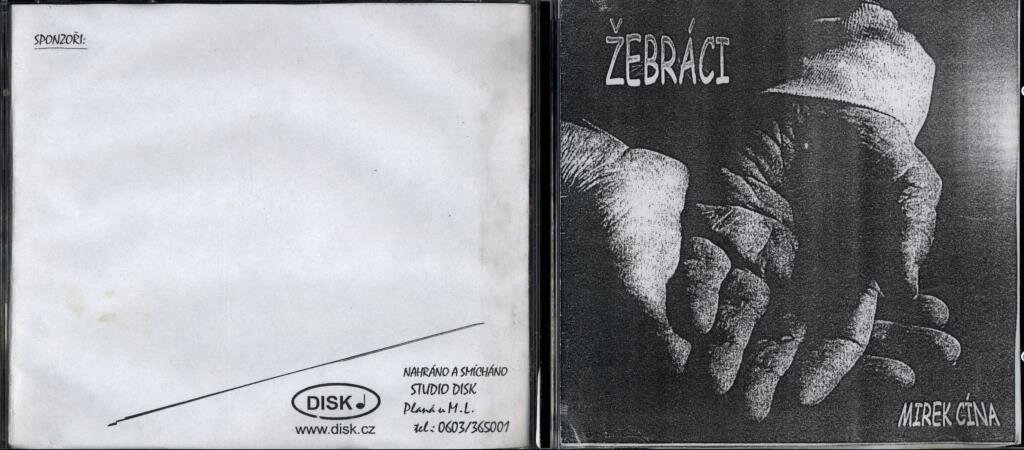 SPONZOŘI:
NAHRÁNO A SMÍCHÁNO
STUDIO DISK
Planá u M.L.
tel.: 0603/365001
DISK
www.disk.cz
ŽEBRÁCI
MIREK CÍNA